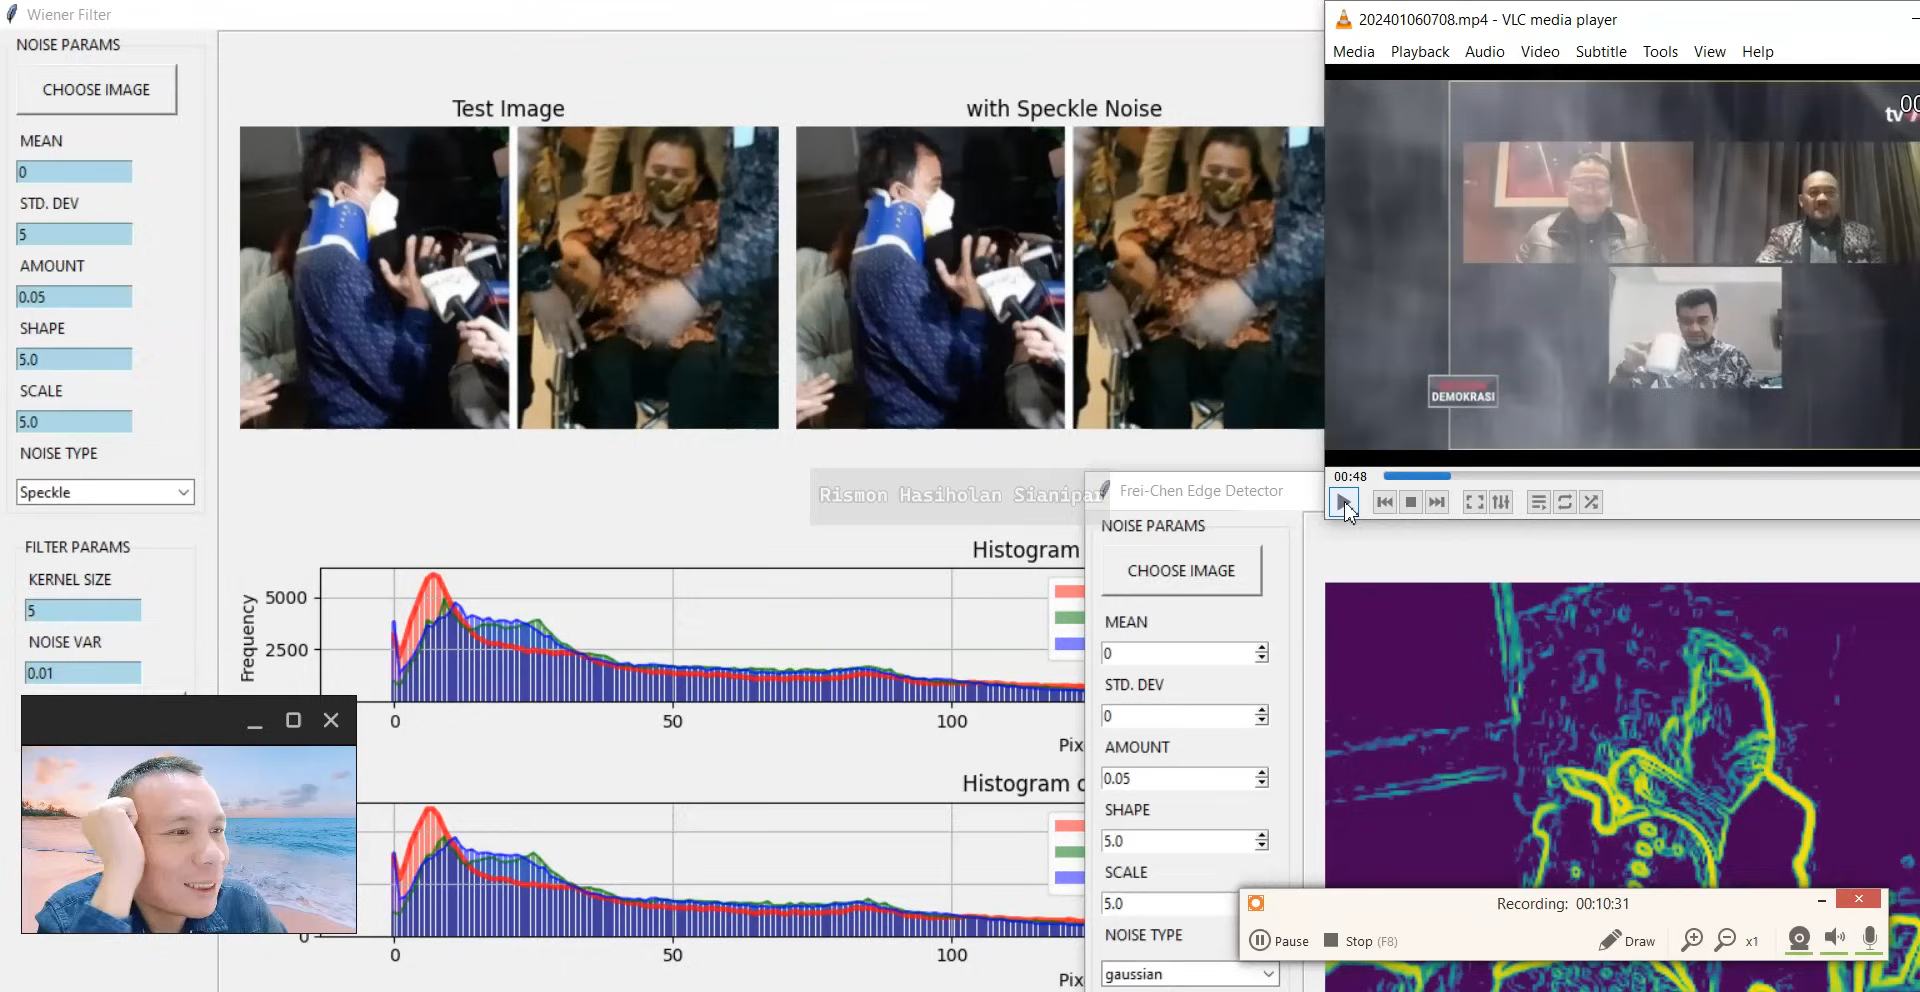 Wiener Filter
NOISE PARAMS
CHOOSE IMAGE
MEAN
0
STD. DEV
5
AMOUNT
0.05
SHAPE
5.0
SCALE
5.0
NOISE TYPE
Speckle
FILTER PARAMS
KERNEL SIZE
5
NOISE VAR
0.01
Test Image
with Speckle Noise
Rismon Hasiholan Sianipar
Histogram
Frequency
5000
2500
0
50
100
Pix
Histogram
0
0
50
100
Pix
Frei-Chen Edge Detector
NOISE PARAMS
CHOOSE IMAGE
MEAN
0
STD. DEV
0
AMOUNT
0.05
SHAPE
5.0
SCALE
5.0
NOISE TYPE
gaussian
202401060708.mp4 - VLC media player
Media Playback Audio Video Subtitle Tools View Help
00
tv
DEMOKRASI
00:48
Recording: 00:10:31
Pause Stop (F8) Draw x1